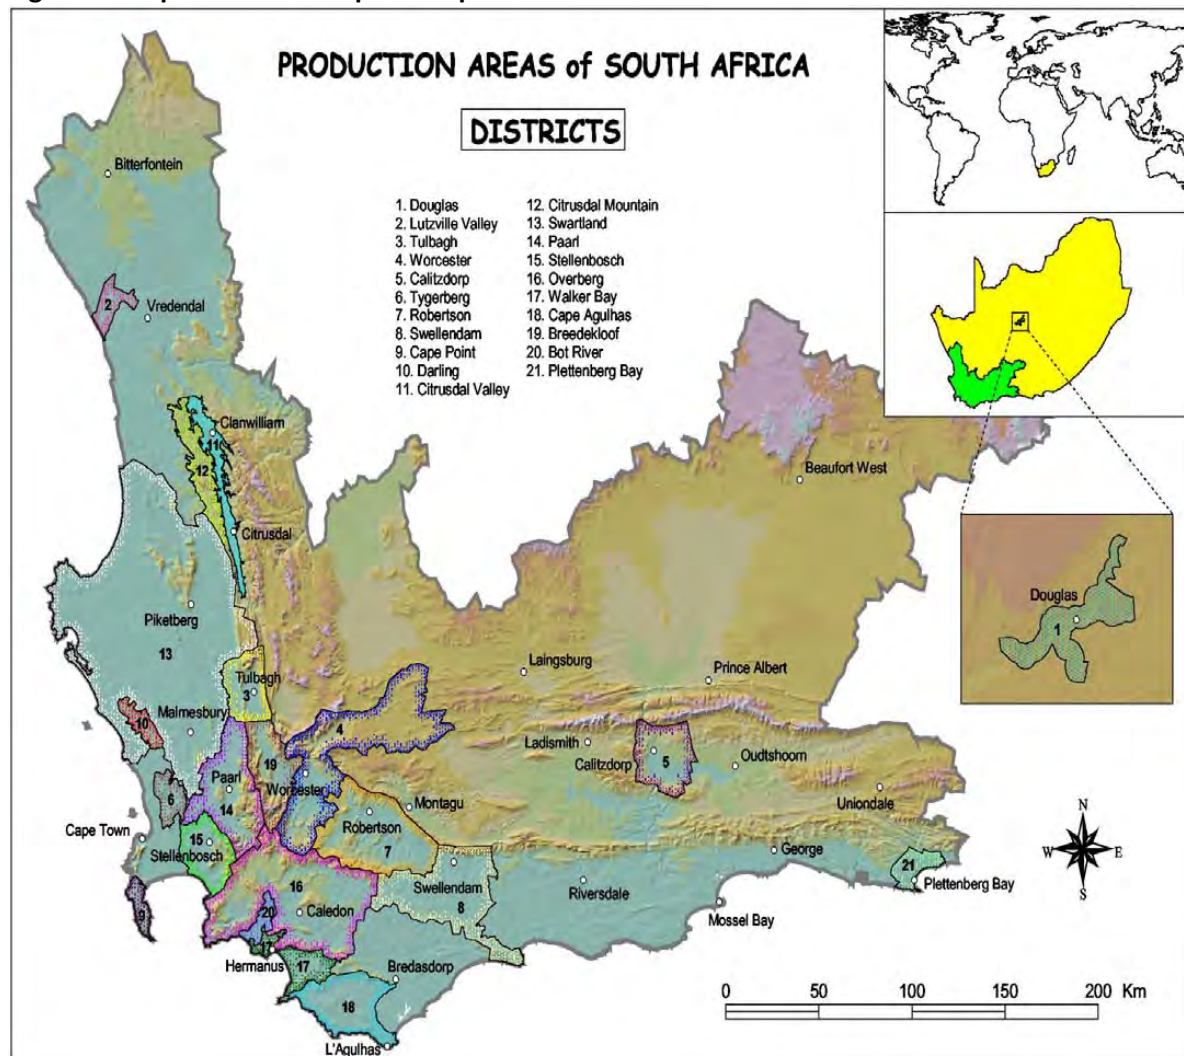 PRODUCTION AREAS of SOUTH AFRICA
DISTRICTS
1. Douglas
2. Lutzville Valley
3. Tulbagh
4. Worcester
5. Calitzdorp
6. Tygerberg
7. Robertson
8. Swellendam
9. Cape Point
10. Darling
11. Citrusdal Valley
12. Citrusdal Mountain
13. Swartland
14. Paarl
15. Stellenbosch
16. Overberg
17. Walker Bay
18. Cape Agulhas
19. Breedekloof
20. Bot River
21. Plettenberg Bay
Bitterfontein
2
Vredendal
Clanwilliam
11
12
Citrusdal
Beaufort West
Douglas
1
Piketberg
13
Tulbagh
3
Laingsburg
Prince Albert
10
Malmesbury
4
Ladismith
Calitzdorp
5
Oudtshoorn
19
Worcester
Paarl
14
6
Montagu
Uniondale
Robertson
7
Cape Town
15
Stellenbosch
George
N
W
E
S
16
Swellendam
8
Riversdale
21
Plettenberg Bay
9
20
Caledon
Mossel Bay
17
Hermanus
17
Bredasdorp
18
L'Agulhas
0 50 100 150 200 Km